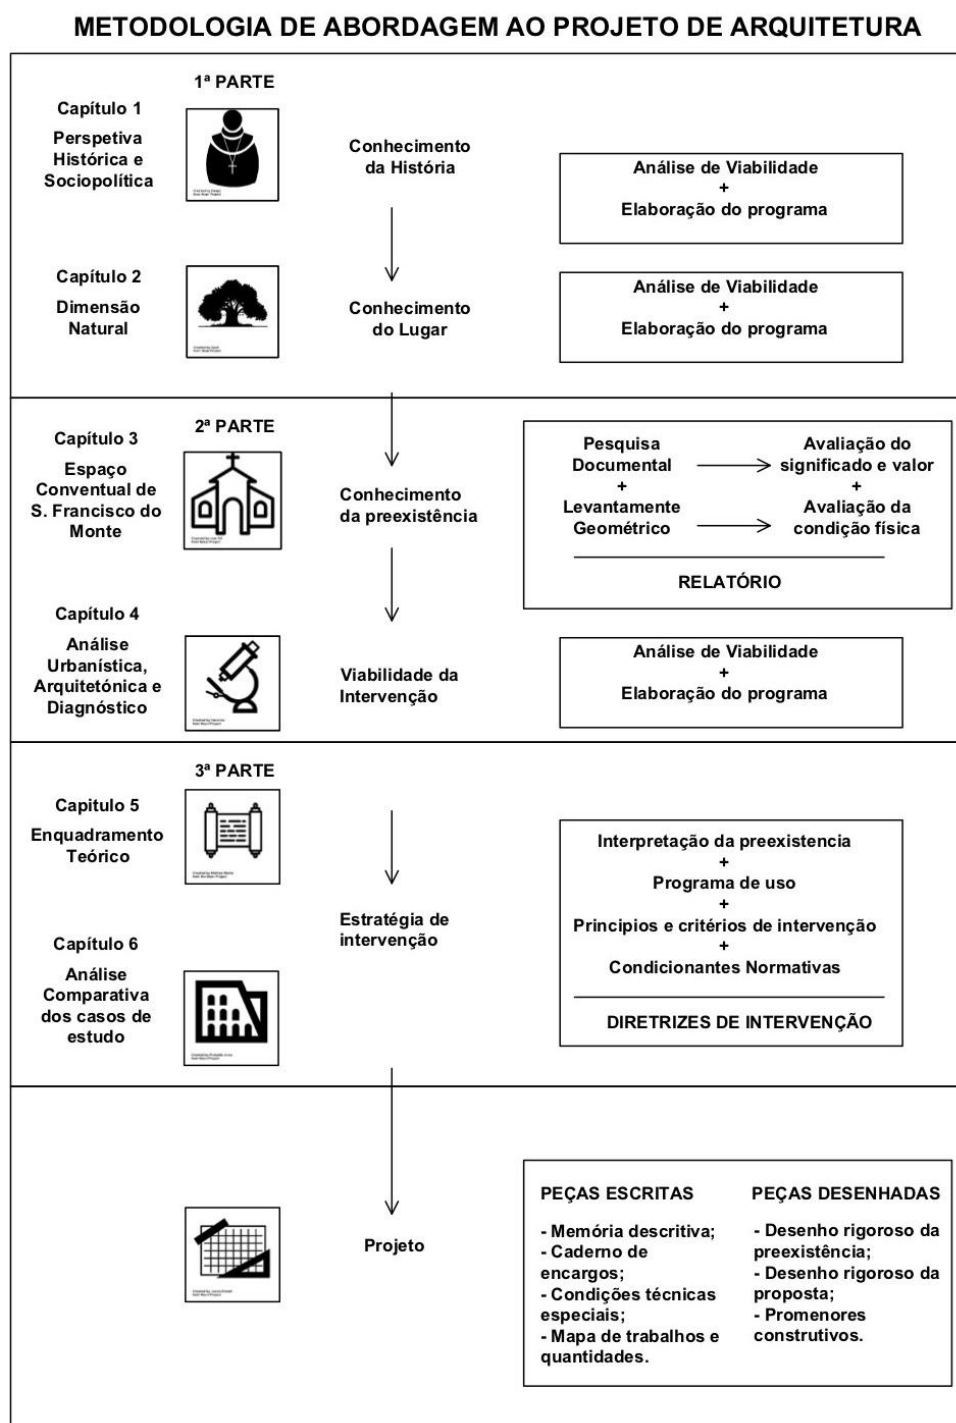 METODOLOGIA DE ABORDAGEM AO PROJETO DE ARQUITETURA
1ª PARTE
Capítulo 1
Perspetiva
Histórica e
Sociopolítica
Conhecimento
da História
Análise de Viabilidade
+
Elaboração do programa
Capítulo 2
Dimensão
Natural
Conhecimento
do Lugar
Análise de Viabilidade
+
Elaboração do programa
2ª PARTE
Capítulo 3
Espaço
Conventual de
S. Francisco do
Monte
Conhecimento
da preexistência
Pesquisa
Documental
+
Levantamente
Geométrico
Avaliação do
significado e valor
+
Avaliação da
condição física
RELATÓRIO
Capítulo 4
Análise
Urbanística,
Arquitetónica e
Diagnóstico
Viabilidade da
Intervenção
Análise de Viabilidade
+
Elaboração do programa
3ª PARTE
Capitulo 5
Enquadramento
Teórico
Estratégia de
intervenção
Capítulo 6
Análise
Comparativa
dos casos de
estudo
Interpretação da preexistencia
+
Programa de uso
+
Principios e critérios de intervenção
+
Condicionantes Normativas
DIRETRIZES DE INTERVENÇÃO
Projeto
PEÇAS ESCRITAS
- Memória descritiva;
- Caderno de
encargos;
- Condições técnicas
especiais;
- Mapa de trabalhos e
quantidades.
PEÇAS DESENHADAS
- Desenho rigoroso da
preexistência;
- Desenho rigoroso da
proposta;
- Promenores
construtivos.